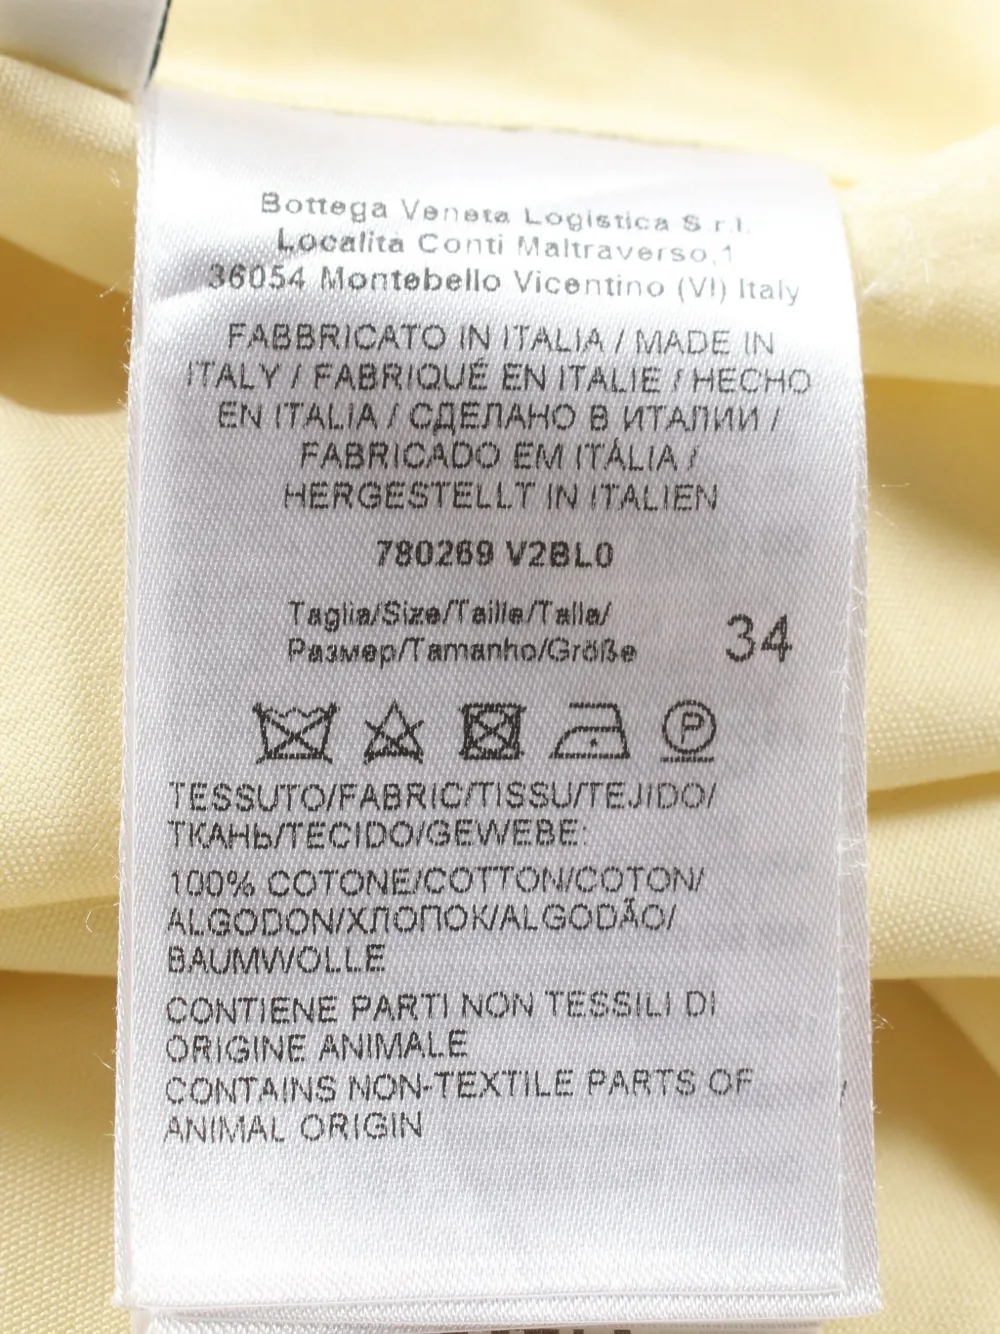 Bottega Veneta Logistica S.r.l.
Località Conti Maltraverso,1
36054 Montebello Vicentino (VI) Italy
FABBRICATO IN ITALIA / MADE IN
ITALY / FABRIQUÉ EN ITALIE / HECHO
EN ITALIA / СДЕЛАНО В ИТАЛИИ /
FABRICADO EM ITÁLIA /
HERGESTELLT IN ITALIEN
780269 V2BL0
Taglia/Size/Taille/Talla/
Размер/Tamanho/Größe
34
P
TESSUTO/FABRIC/TISSU/TEJIDO/
ТКАНЬ/TECIDO/GEWEBE:
100% COTONE/COTTON/COTON/
ALGODON/ХЛОПОК/ALGODÃO/
BAUMWOLLE
CONTIENE PARTI NON TESSILI DI
ORIGINE ANIMALE
CONTAINS NON-TEXTILE PARTS OF
ANIMAL ORIGIN